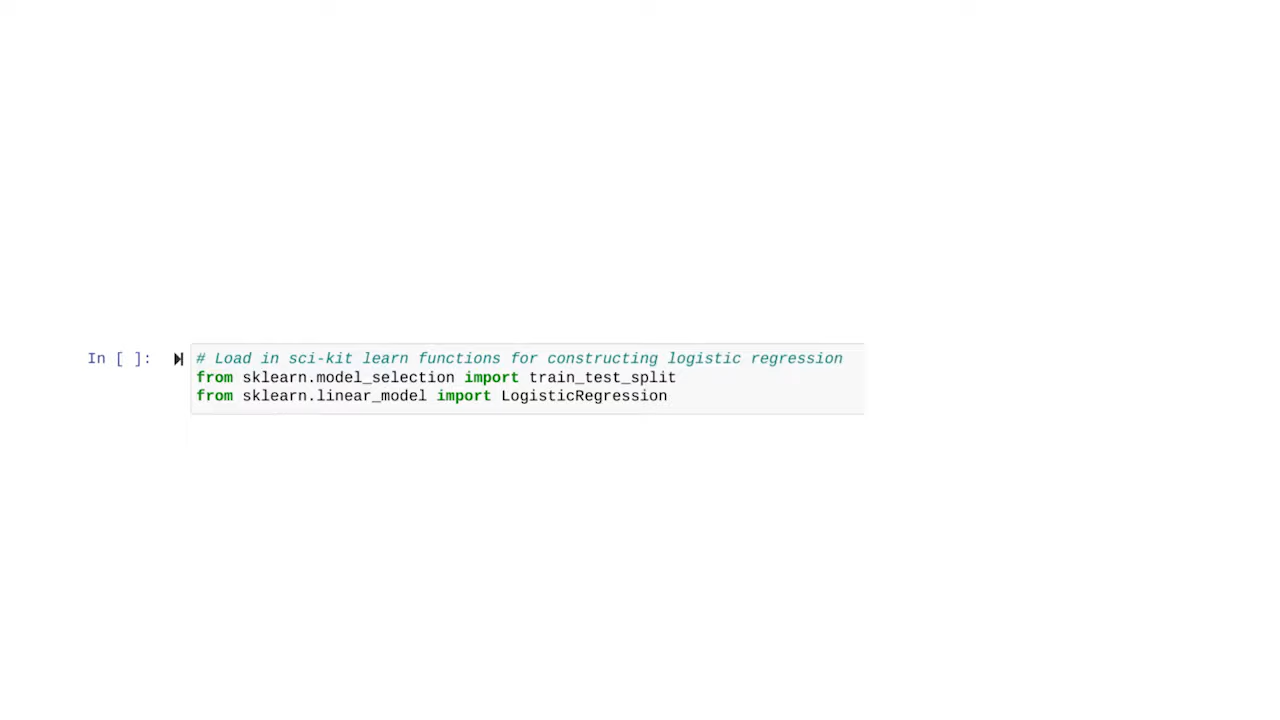 In [ ]: # Load in sci-kit learn functions for constructing logistic regression
from sklearn.model_selection import train_test_split
from sklearn.linear_model import LogisticRegression